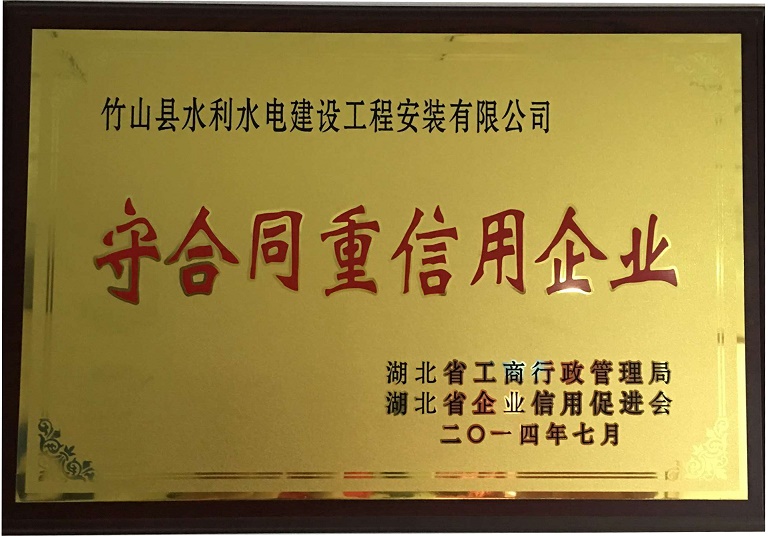 竹山县水利水电建设工程安装有限公司
守合同重信用企业
湖北省工商行政管理局
湖北省企业信用促进会
二〇一四年七月